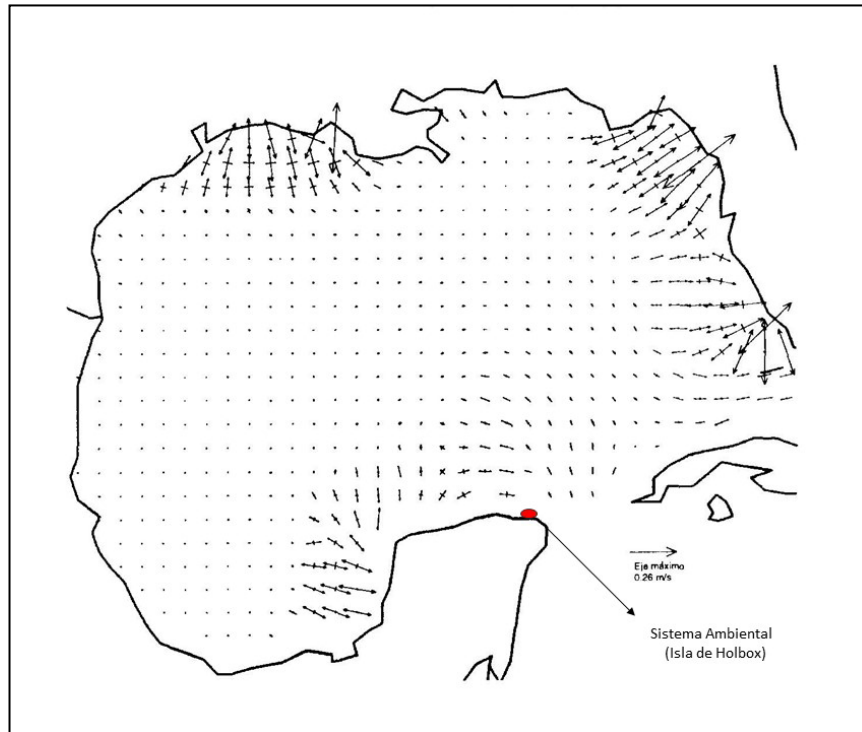 Eje máximo
0.26 m/s
Sistema Ambiental
(Isla de Holbox)